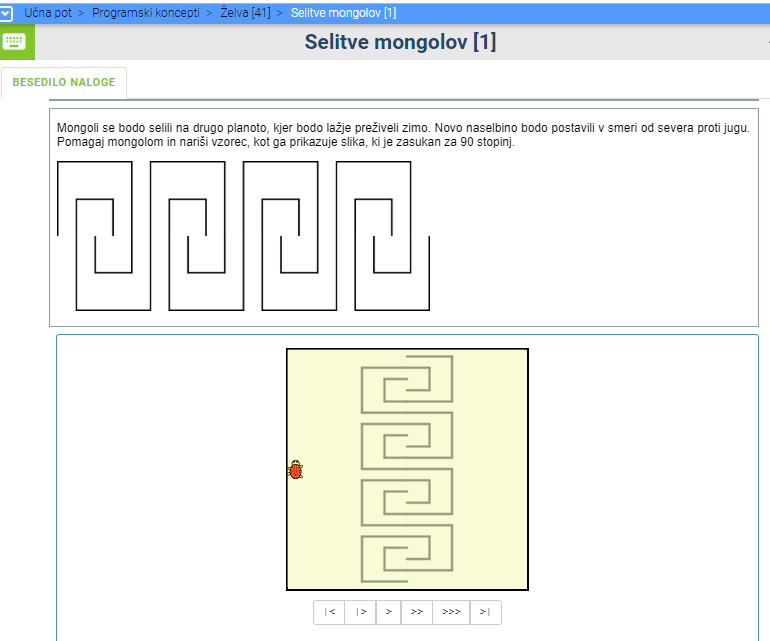 Učna pot > Programski koncepti > Želva [41] > Selitve mongolov [1]
Selitve mongolov [1]
BESEDILO NALOGE
Mongoli se bodo selili na drugo planoto, kjer bodo lažje preživeli zimo. Novo naselbino bodo postavili v smeri od severa proti jugu.
Pomagaj mongolom in nariši vzorec, kot ga prikazuje slika, ki je zasukan za 90 stopinj.
|< |> > >> >>> >|